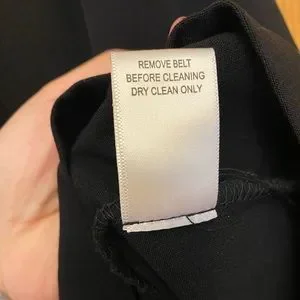 REMOVE BELT
BEFORE CLEANING
DRY CLEAN ONLY